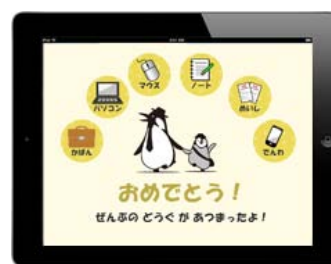 マウス
ノート
パソコン
めいし
かばん
でんわ
おめでとう！
ぜんぶの どうぐ が あつまったよ！